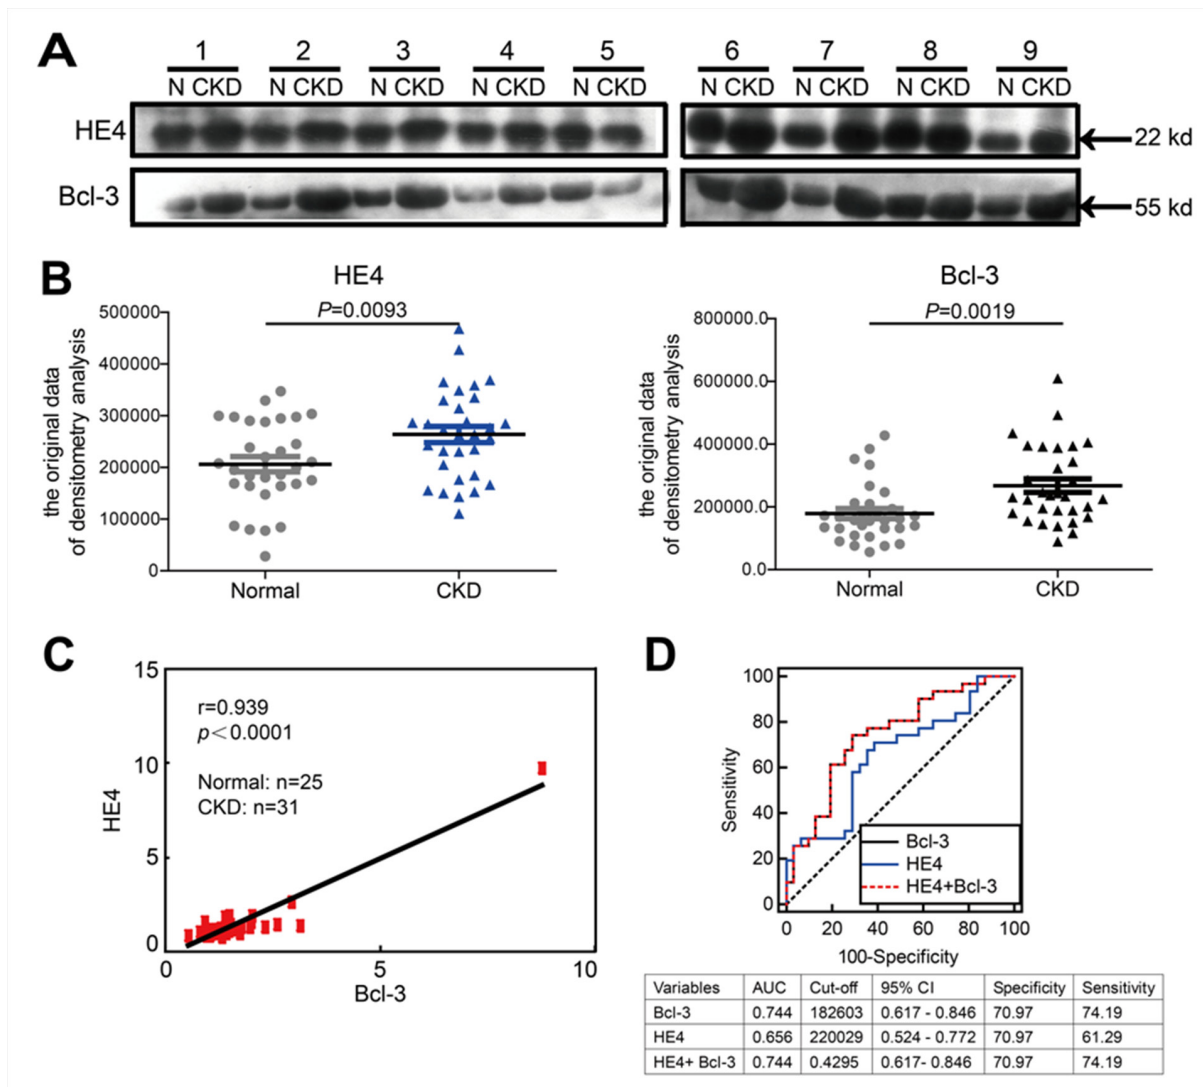 A
1 2 3 4 5 6 7 8 9
N CKD N CKD N CKD N CKD N CKD N CKD N CKD N CKD N CKD
HE4
22 kd
Bcl-3
55 kd
B
HE4
P=0.0093
the original data
of densitometry analysis
500000
400000
300000
200000
100000
0
Normal CKD
Bcl-3
P=0.0019
the original data
of densitometry analysis
800000.0
600000.0
400000.0
200000.0
0.0
Normal CKD
C
r=0.939
p<0.0001
Normal: n=25
CKD: n=31
HE4
15
10
5
0
0 5 10
Bcl-3
D
Sensitivity
100
80
60
40
20
0
Bcl-3
HE4
HE4+Bcl-3
0 20 40 60 80 100
100-Specificity
Variables AUC Cut-off 95% CI Specificity Sensitivity
Bcl-3 0.744 182603 0.617 - 0.846 70.97 74.19
HE4 0.656 220029 0.524 - 0.772 70.97 61.29
HE4+ Bcl-3 0.744 0.4295 0.617- 0.846 70.97 74.19